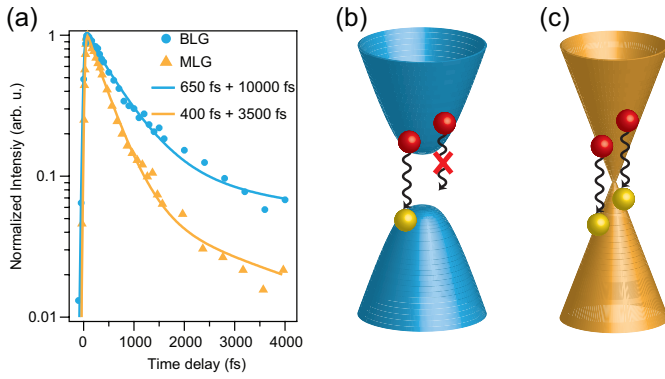 (a)
(b)
(c)
Normalized Intensiy (arb. u.)
1
0.1
0.01
BLG
MLG
650 fs + 10000 fs
400 fs + 3500 fs
0
1000
2000
3000
4000
Time delay (fs)